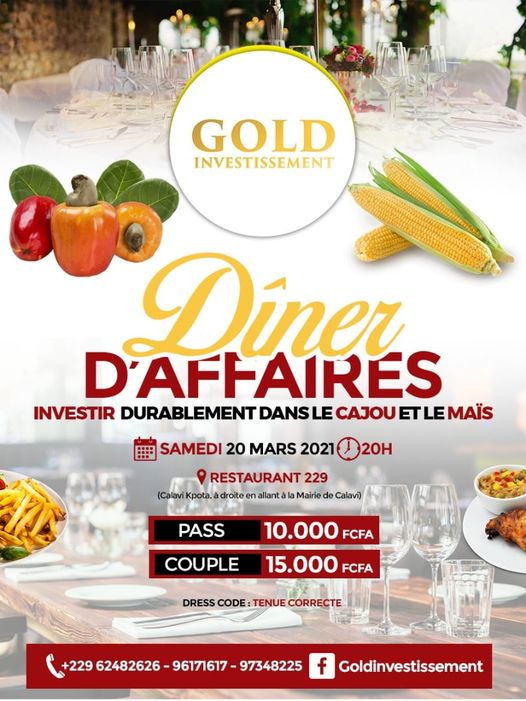 GOLD
INVESTISSEMENT
Dîner
D'AFFAIRES
INVESTIR DURABLEMENT DANS LE CAJOU ET LE MAÏS
SAMEDI 20 MARS 2021 20H
RESTAURANT 229
(Calavi Kpota, à droite en allant à la Mairie de Calavi)
PASS 10.000 FCFA
COUPLE 15.000 FCFA
DRESS CODE : TENUE CORRECTE
+229 62482626 - 96171617 - 97348225 f Goldinvestissement